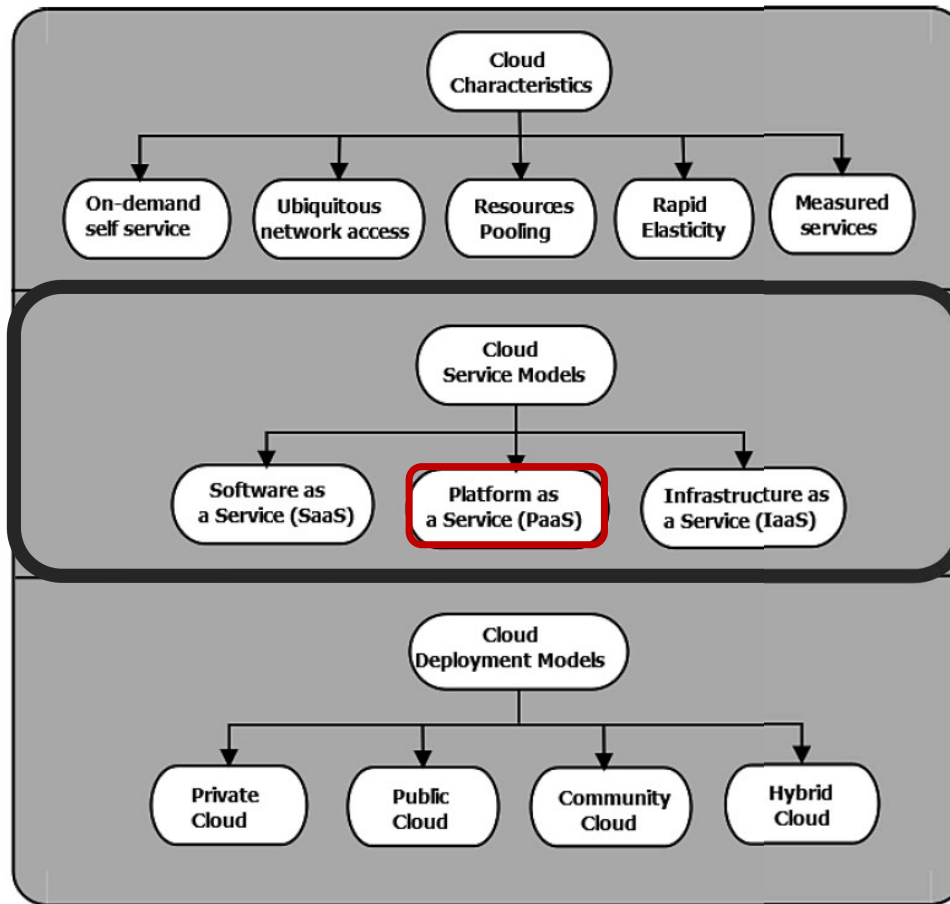 Cloud
Characteristics
On-demand
self service
Ubiquitous
network access
Resources
Pooling
Rapid
Elasticity
Measured
services
Cloud
Service Models
Software as
a Service (SaaS)
Platform as
a Service (PaaS)
Infrastructure as
a Service (IaaS)
Cloud
Deployment Models
Private
Cloud
Public
Cloud
Community
Cloud
Hybrid
Cloud